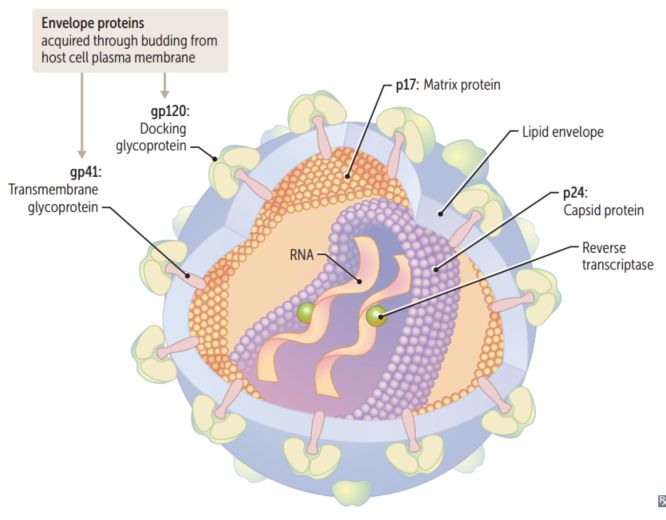 Envelope proteins
acquired through budding from
host cell plasma membrane
gp120:
Docking
glycoprotein
gp41:
Transmembrane
glycoprotein
p17: Matrix protein
Lipid envelope
p24:
Capsid protein
Reverse
transcriptase
RNA